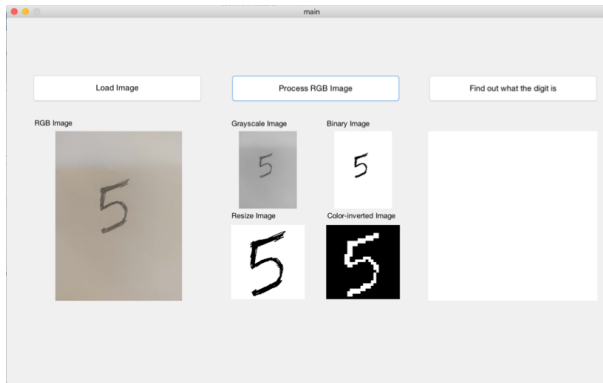 main
Load Image
Process RGB Image
Find out what the digit is
RGB Image
Grayscale Image
Binary Image
5
5
5
Resize Image
Color-inverted Image
5
5